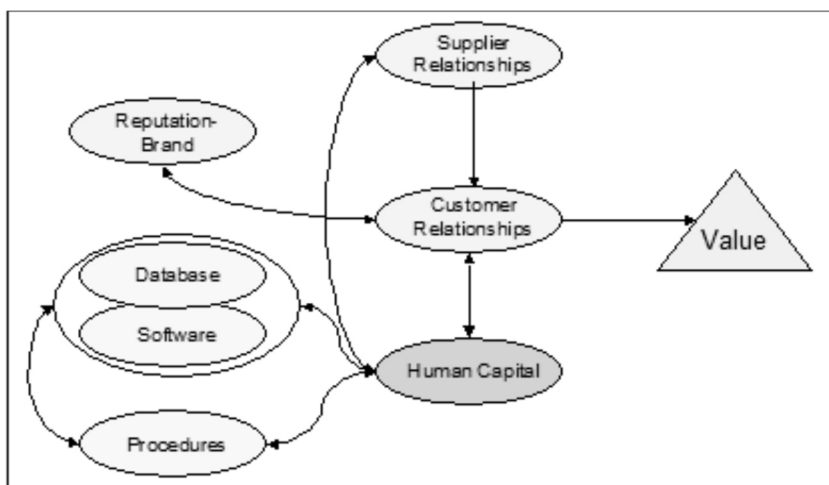 Supplier
Relationships
Reputation-
Brand
Customer
Relationships
Value
Database
Software
Human Capital
Procedures